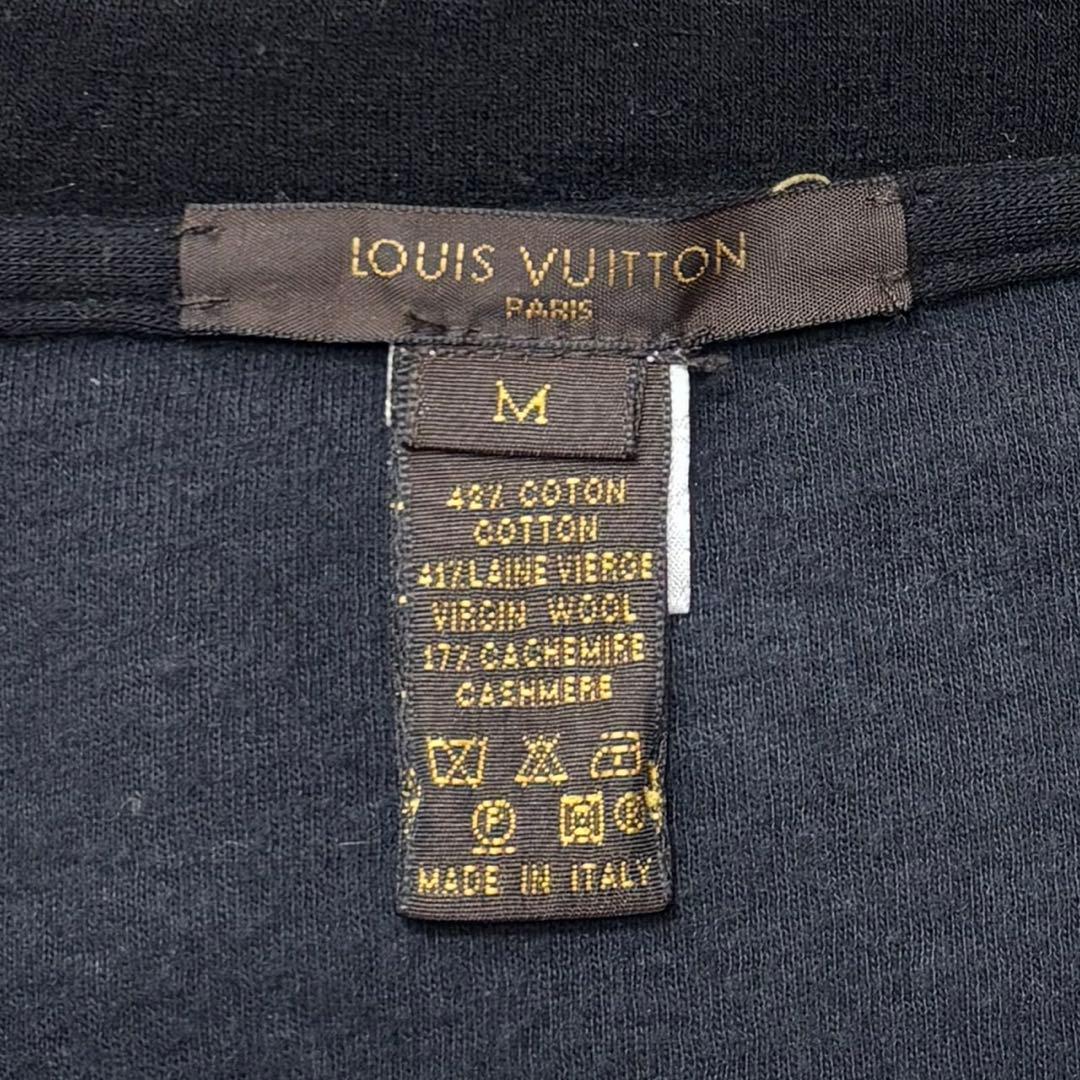 LOUIS VUITTON
PARIS
M
42% COTON
COTTON
41% LAINE VIERGE
VIRGIN WOOL
17% CACHEMIRE
CASHMERE
P
MADE IN ITALY